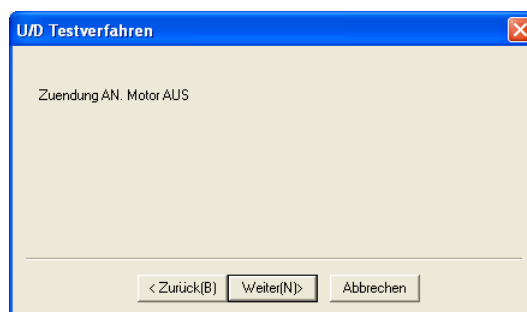 U/D Testverfahren
Zuendung AN. Motor AUS
< Zurück(B) Weiter(N)> Abbrechen